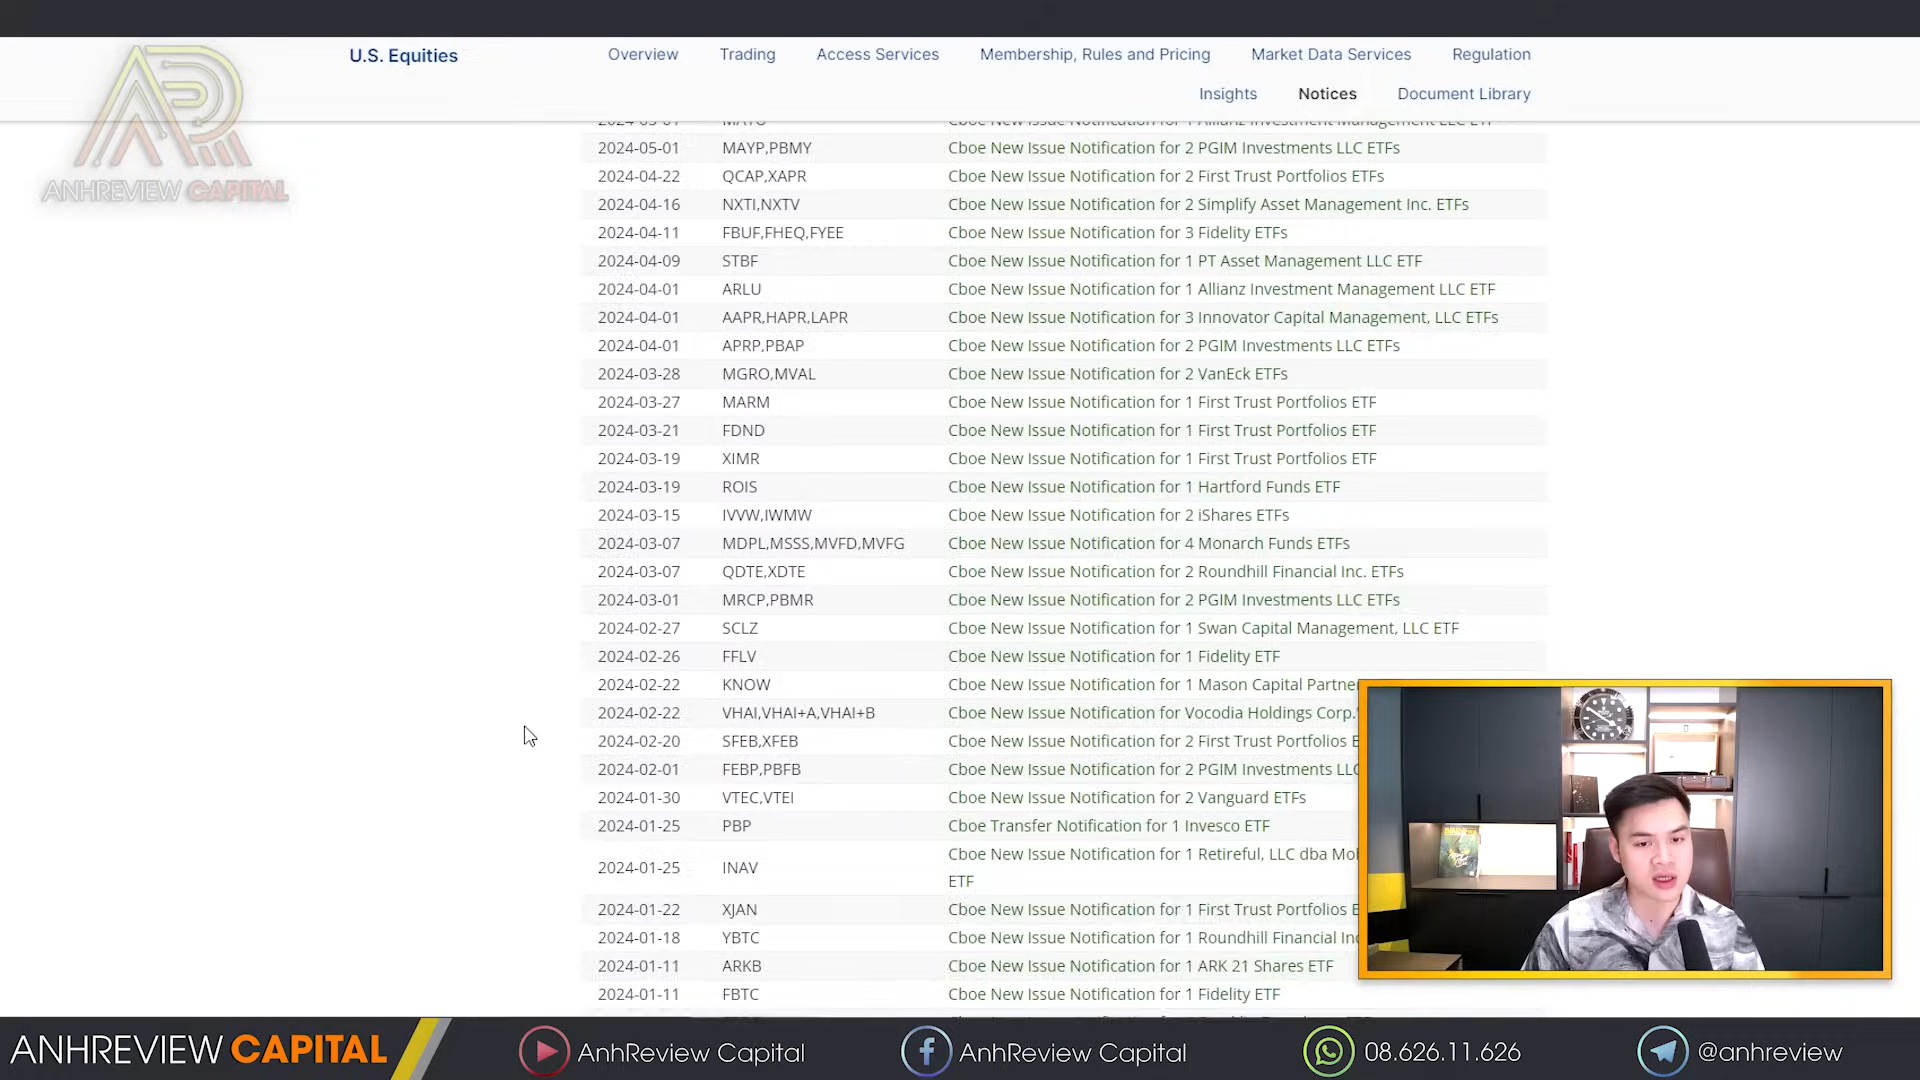 U.S. Equities
Overview Trading Access Services Membership, Rules and Pricing Market Data Services Regulation
Insights Notices Document Library
ANHREVIEW CAPITAL
2024-05-01 MAYP,PBMY Cboe New Issue Notification for 2 PGIM Investments LLC ETFs
2024-04-22 QCAP,XAPR Cboe New Issue Notification for 2 First Trust Portfolios ETFs
2024-04-16 NXTI,NXTV Cboe New Issue Notification for 2 Simplify Asset Management Inc. ETFs
2024-04-11 FBUF,FHEQ,FYEE Cboe New Issue Notification for 3 Fidelity ETFs
2024-04-09 STBF Cboe New Issue Notification for 1 PT Asset Management LLC ETF
2024-04-01 ARLU Cboe New Issue Notification for 1 Allianz Investment Management LLC ETF
2024-04-01 AAPR,HAPR,LAPR Cboe New Issue Notification for 3 Innovator Capital Management, LLC ETFs
2024-04-01 APRP,PBAP Cboe New Issue Notification for 2 PGIM Investments LLC ETFs
2024-03-28 MGRO,MVAL Cboe New Issue Notification for 2 VanEck ETFs
2024-03-27 MARM Cboe New Issue Notification for 1 First Trust Portfolios ETF
2024-03-21 FDND Cboe New Issue Notification for 1 First Trust Portfolios ETF
2024-03-19 XIMR Cboe New Issue Notification for 1 First Trust Portfolios ETF
2024-03-19 ROIS Cboe New Issue Notification for 1 Hartford Funds ETF
2024-03-15 IVVW,IWMW Cboe New Issue Notification for 2 iShares ETFs
2024-03-07 MDPL,MSSS,MVFD,MVFG Cboe New Issue Notification for 4 Monarch Funds ETFs
2024-03-07 QDTE,XDTE Cboe New Issue Notification for 2 Roundhill Financial Inc. ETFs
2024-03-01 MRCP,PBMR Cboe New Issue Notification for 2 PGIM Investments LLC ETFs
2024-02-27 SCLZ Cboe New Issue Notification for 1 Swan Capital Management, LLC ETF
2024-02-26 FFLV Cboe New Issue Notification for 1 Fidelity ETF
2024-02-22 KNOW Cboe New Issue Notification for 1 Mason Capital Partne
2024-02-22 VHAI,VHAI+A,VHAI+B Cboe New Issue Notification for Vocodia Holdings Corp.
2024-02-20 SFEB,XFEB Cboe New Issue Notification for 2 First Trust Portfolios
2024-02-01 FEBP,PBFB Cboe New Issue Notification for 2 PGIM Investments LLC
2024-01-30 VTEC,VTEI Cboe New Issue Notification for 2 Vanguard ETFs
2024-01-25 PBP Cboe Transfer Notification for 1 Invesco ETF
2024-01-25 INAV Cboe New Issue Notification for 1 Retireful, LLC dba Mo
ETF
2024-01-22 XJAN Cboe New Issue Notification for 1 First Trust Portfolios
2024-01-18 YBTC Cboe New Issue Notification for 1 Roundhill Financial In
2024-01-11 ARKB Cboe New Issue Notification for 1 ARK 21 Shares ETF
2024-01-11 FBTC Cboe New Issue Notification for 1 Fidelity ETF
ANHREVIEW CAPITAL AnhReview Capital AnhReview Capital 08.626.11.626 @anhreview